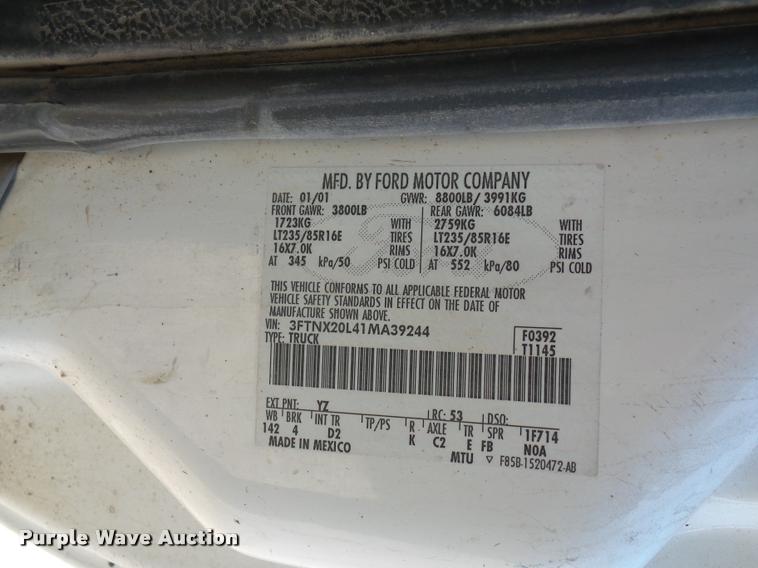 MFD. BY FORD MOTOR COMPANY
DATE: 01/01 GVWR: 8800LB/ 3991KG
FRONT GAWR: 3800LB REAR GAWR: 6084LB
1723KG WITH 2759KG WITH
LT235/85R16E TIRES LT235/85R16E TIRES
16X7.0K RIMS 16X7.0K RIMS
AT 345 kPa/50 PSI COLD AT 552 kPa/80 PSI COLD
THIS VEHICLE CONFORMS TO ALL APPLICABLE FEDERAL MOTOR
VEHICLE SAFETY STANDARDS IN EFFECT ON THE DATE OF
MANUFACTURE SHOWN ABOVE.
VIN: 3FTNX20L41MA39244 F0392
TYPE: TRUCK T1145
EXT PNT: YZ RC: 53 DSO:
WB BRK INT TR TP/PS R AXLE TR SPR 1F714
142 4 D2 K C2 E FB NOA
MADE IN MEXICO MTU ▽ F85B-1520472-AB
Purple Wave Auction